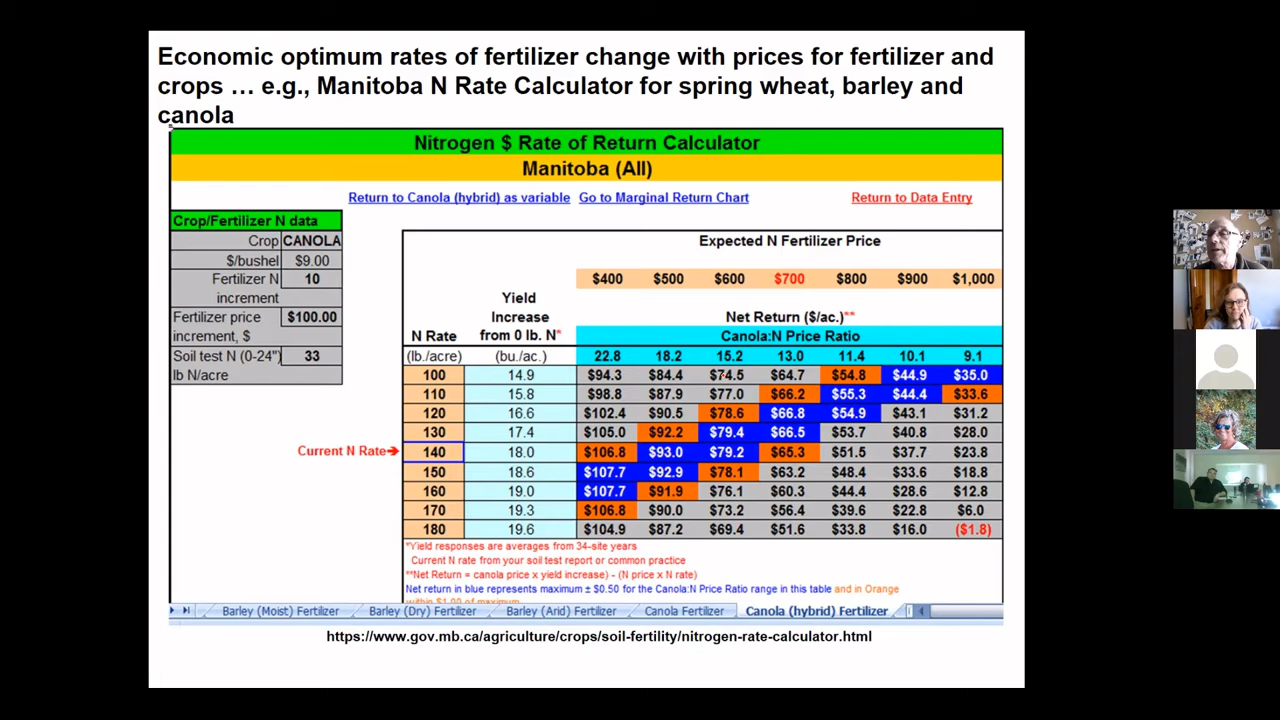 Economic optimum rates of fertilizer change with prices for fertilizer and
crops … e.g., Manitoba N Rate Calculator for spring wheat, barley and
canola
Nitrogen $ Rate of Return Calculator
Manitoba (All)
Return to Canola (hybrid) as variable Go to Marginal Return Chart Return to Data Entry
Crop/Fertilizer N data
Crop CANOLA
$/bushel $9.00
Fertilizer N 10
increment
Fertilizer price $100.00
increment, $
Soil test N (0-24") 33
lb N/acre
Expected N Fertilizer Price
$400 $500 $600 $700 $800 $900 $1,000
Yield
Increase Net Return ($/ac.)**
N Rate from 0 lb. N* Canola:N Price Ratio
(lb./acre) (bu./ac.) 22.8 18.2 15.2 13.0 11.4 10.1 9.1
100 14.9 $94.3 $84.4 $74.5 $64.7 $54.8 $44.9 $35.0
110 15.8 $98.8 $87.9 $77.0 $66.2 $55.3 $44.4 $33.6
120 16.6 $102.4 $90.5 $78.6 $66.8 $54.9 $43.1 $31.2
130 17.4 $105.0 $92.2 $79.4 $66.5 $53.7 $40.8 $28.0
Current N Rate 140 18.0 $106.8 $93.0 $79.2 $65.3 $51.5 $37.7 $23.8
150 18.6 $107.7 $92.9 $78.1 $63.2 $48.4 $33.6 $18.8
160 19.0 $107.7 $91.9 $76.1 $60.3 $44.4 $28.6 $12.8
170 19.3 $106.8 $90.0 $73.2 $56.4 $39.6 $22.8 $6.0
180 19.6 $104.9 $87.2 $69.4 $51.6 $33.8 $16.0 ($1.8)
*Yield responses are averages from 34-site years
Current N rate from your soil test report or common practice
**Net Return = canola price x yield increase) - (N price x N rate)
Net return in blue represents maximum ± $0.50 for the Canola:N Price Ratio range in this table and in Orange
within $1.00 of maximum
Barley (Moist) Fertilizer Barley (Dry) Fertilizer Barley (Arid) Fertilizer Canola Fertilizer Canola (hybrid) Fertilizer
https://www.gov.mb.ca/agriculture/crops/soil-fertility/nitrogen-rate-calculator.html